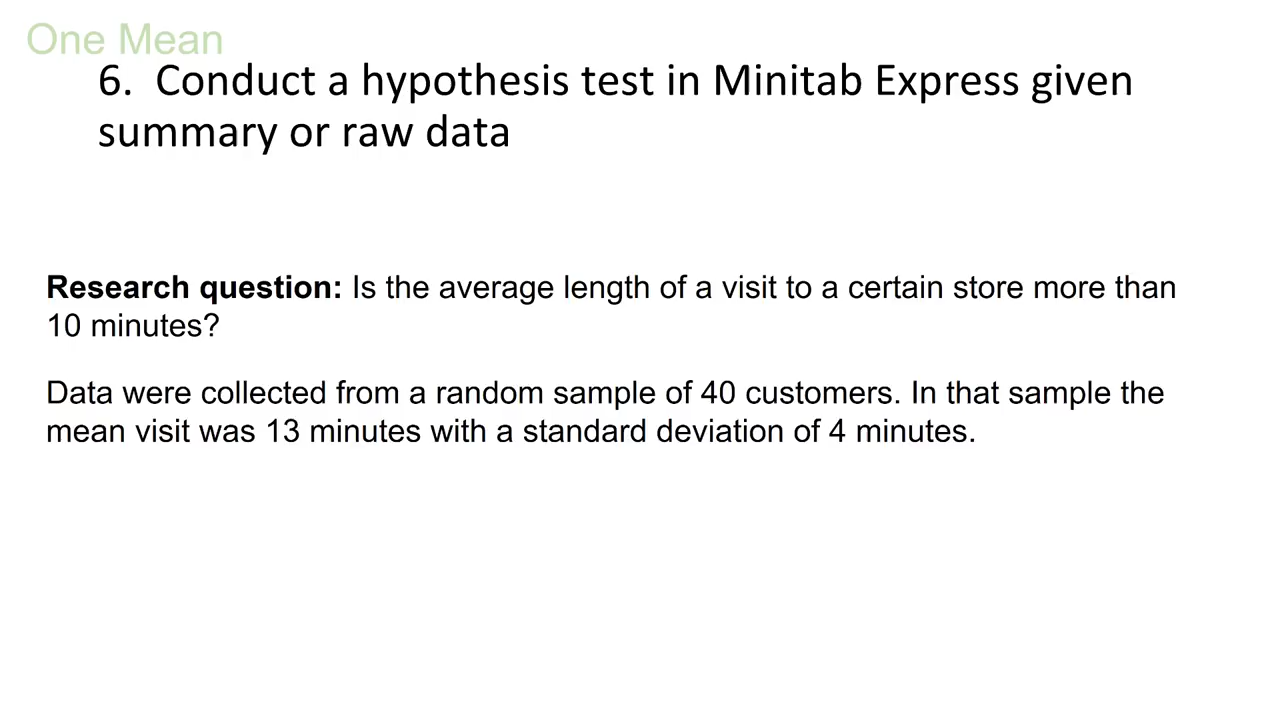 One Mean
6. Conduct a hypothesis test in Minitab Express given
summary or raw data
Research question: Is the average length of a visit to a certain store more than
10 minutes?
Data were collected from a random sample of 40 customers. In that sample the
mean visit was 13 minutes with a standard deviation of 4 minutes.